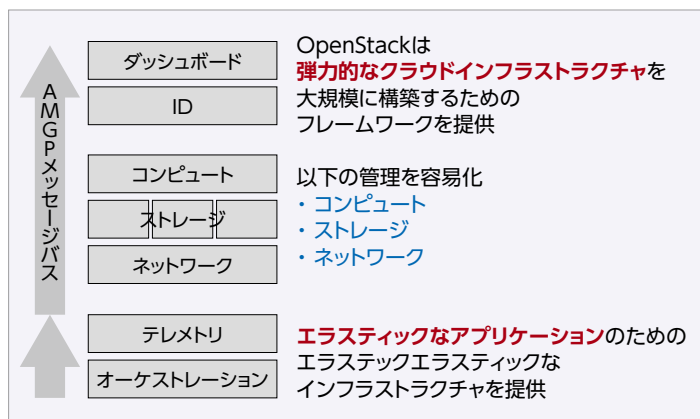 AMGPメッセージバス
ダッシュボード
ID
OpenStackは
弾力的なクラウドインフラストラクチャを
大規模に構築するための
フレームワークを提供
コンピュート
ストレージ
ネットワーク
以下の管理を容易化
・コンピュート
・ストレージ
・ネットワーク
テレメトリ
オーケストレーション
エラスティックなアプリケーションのための
エラステックエラスティックな
インフラストラクチャを提供